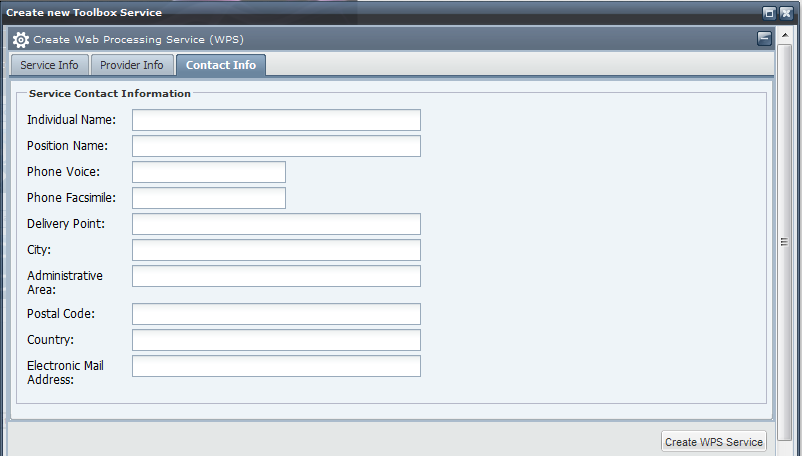 Create new Toolbox Service
Create Web Processing Service (WPS)
Service Info Provider Info Contact Info
Service Contact Information
Individual Name:
Position Name:
Phone Voice:
Phone Facsimile:
Delivery Point:
City:
Administrative
Area:
Postal Code:
Country:
Electronic Mail
Address:
Create WPS Service